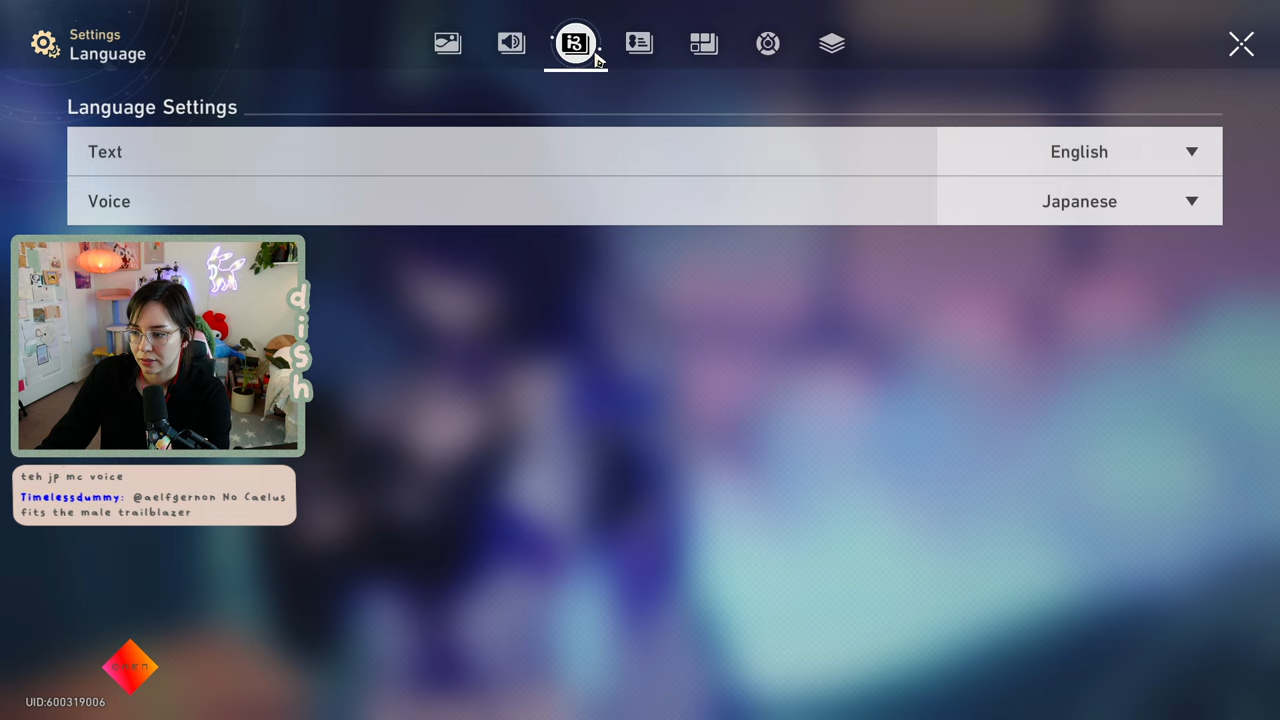 Settings
Language
Language Settings
Text
English
Voice
Japanese
dish
teh jp mc voice
Timelessdummy: @aelfgernon No Caelus
fits the male trailblazer
UID:600319006